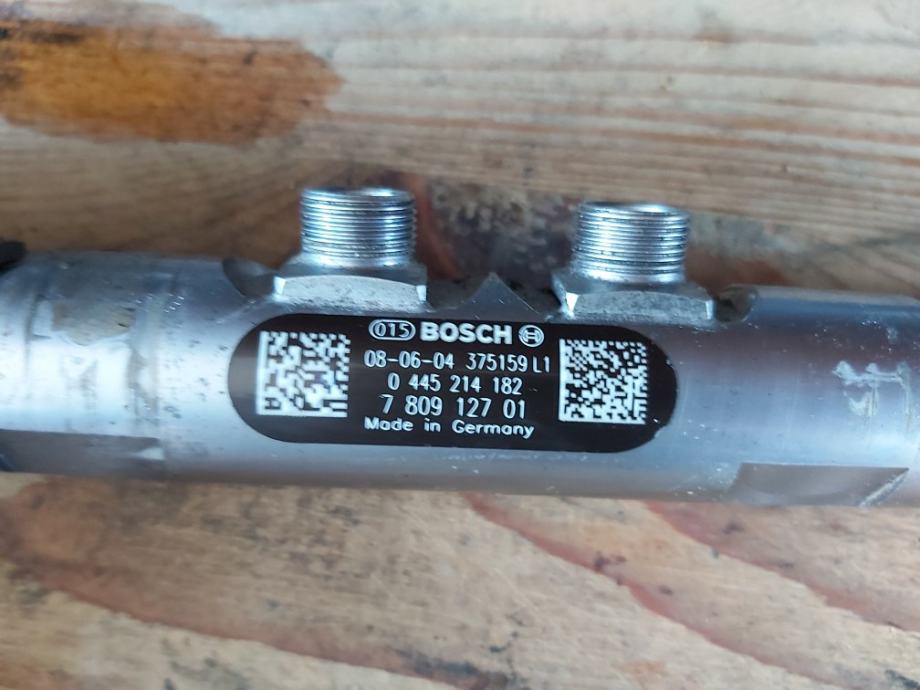 015 BOSCH
08-06-04 375159 L1
0 445 214 182
7 809 127 01
Made in Germany